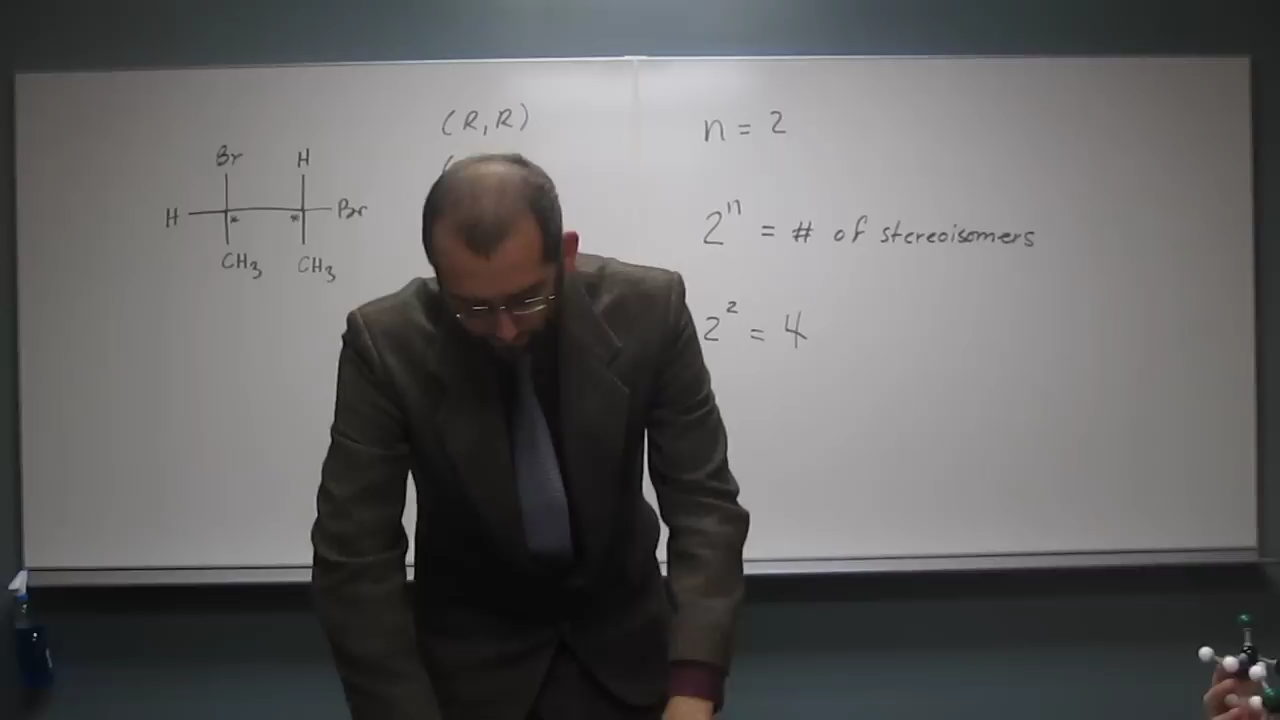 Br H
H * * Br
CH3 CH3
(R,R)
(
n = 2
2^n = # of stereoisomers
2^2 = 4